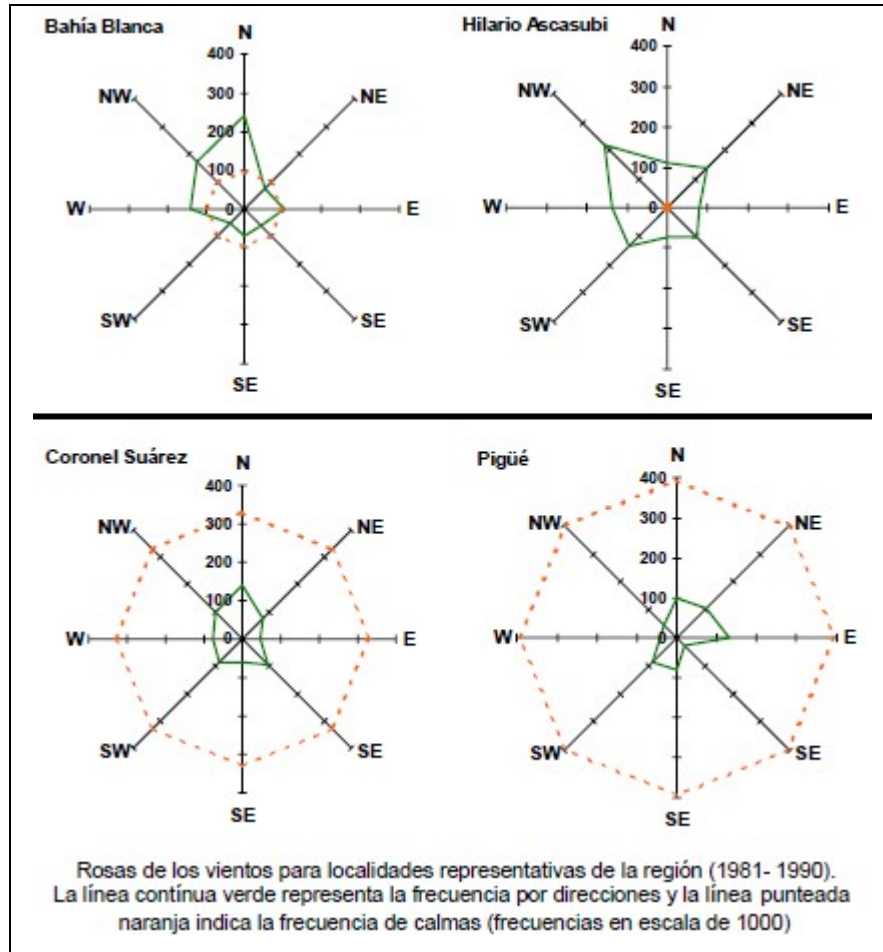 Bahía Blanca
N
400
300
200
100
0
NW
NE
W
E
SW
SE
SE
Hilario Ascasubi
N
400
300
200
100
0
NW
NE
W
E
SW
SE
SE
Coronel Suárez
N
400
300
200
100
0
NW
NE
W
E
SW
SE
SE
Pigüé
N
400
300
200
100
0
NW
NE
W
E
SW
SE
SE
Rosas de los vientos para localidades representativas de la región (1981- 1990).
La línea contínua verde representa la frecuencia por direcciones y la línea punteada
naranja indica la frecuencia de calmas (frecuencias en escala de 1000)